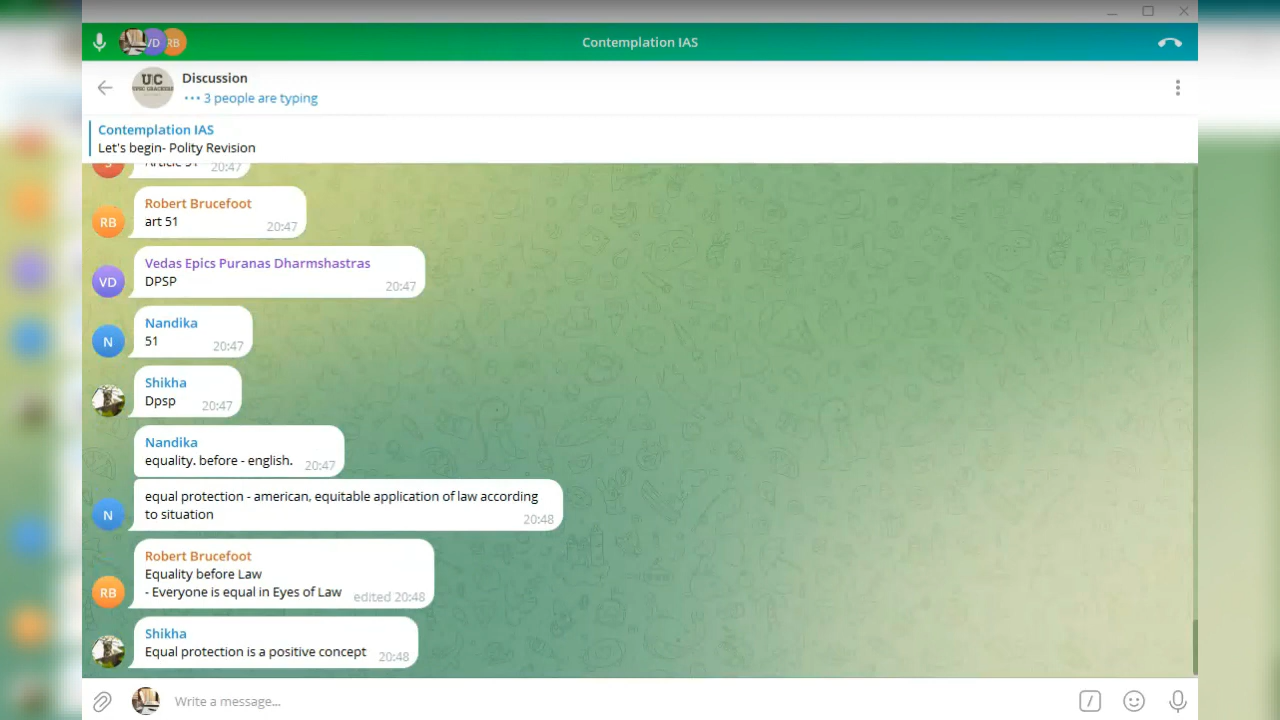 VD
RB
Contemplation IAS
UC
UPSC CRACKERS
Discussion
3 people are typing
Contemplation IAS
Let's begin- Polity Revision
S
Article 51
20:47
Robert Brucefoot
RB
art 51
20:47
Vedas Epics Puranas Dharmshastras
VD
DPSP
20:47
Nandika
N
51
20:47
Shikha
Dpsp
20:47
Nandika
equality. before - english.
20:47
equal protection - american, equitable application of law according
N
to situation
20:48
Robert Brucefoot
Equality before Law
RB
- Everyone is equal in Eyes of Law
edited 20:48
Shikha
Equal protection is a positive concept
20:48
Write a message...